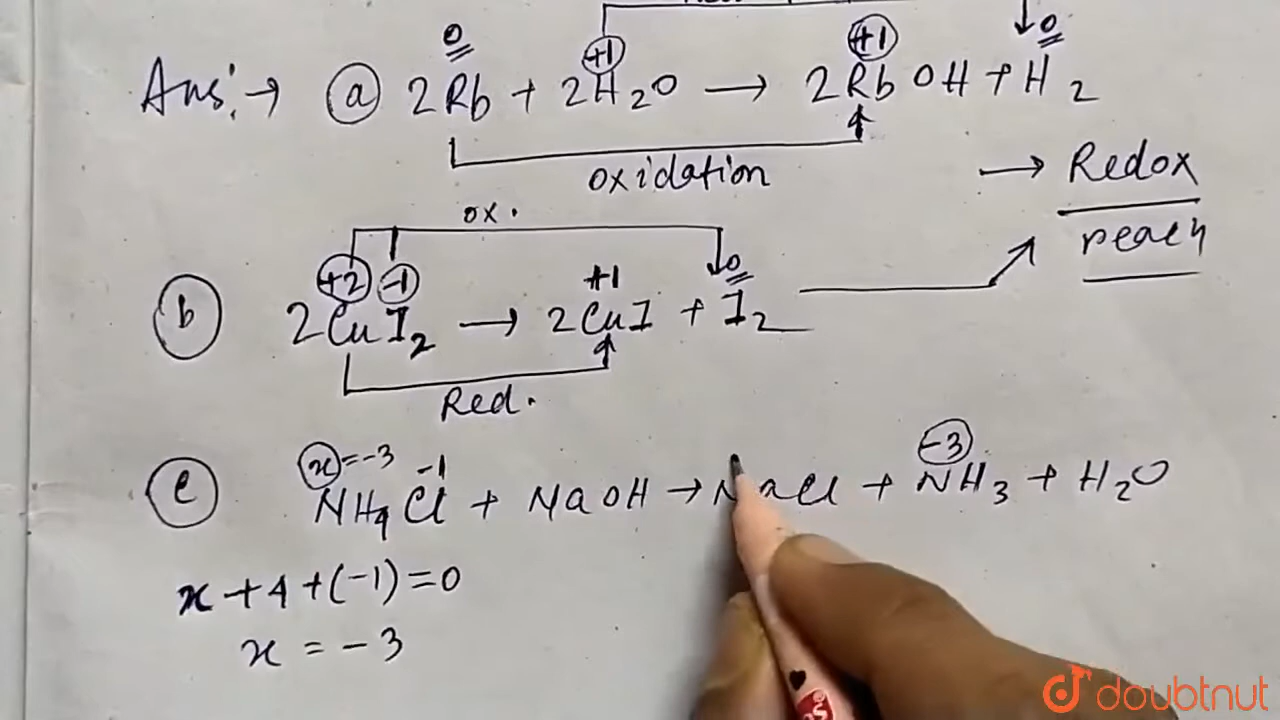 0 +1 +1 0
Ans:→ (a) 2Rb + 2H2O → 2RbOH + H2
oxidation
→ Redox
reacn
ox.
+2 -1 +1 0
(b) 2CuI2 → 2CuI + I2
Red.
x=-3 -1 -3
(c) NH4Cl + NaOH → NaCl + NH3 + H2O
x+4+(-1)=0
x=-3
doubtnut